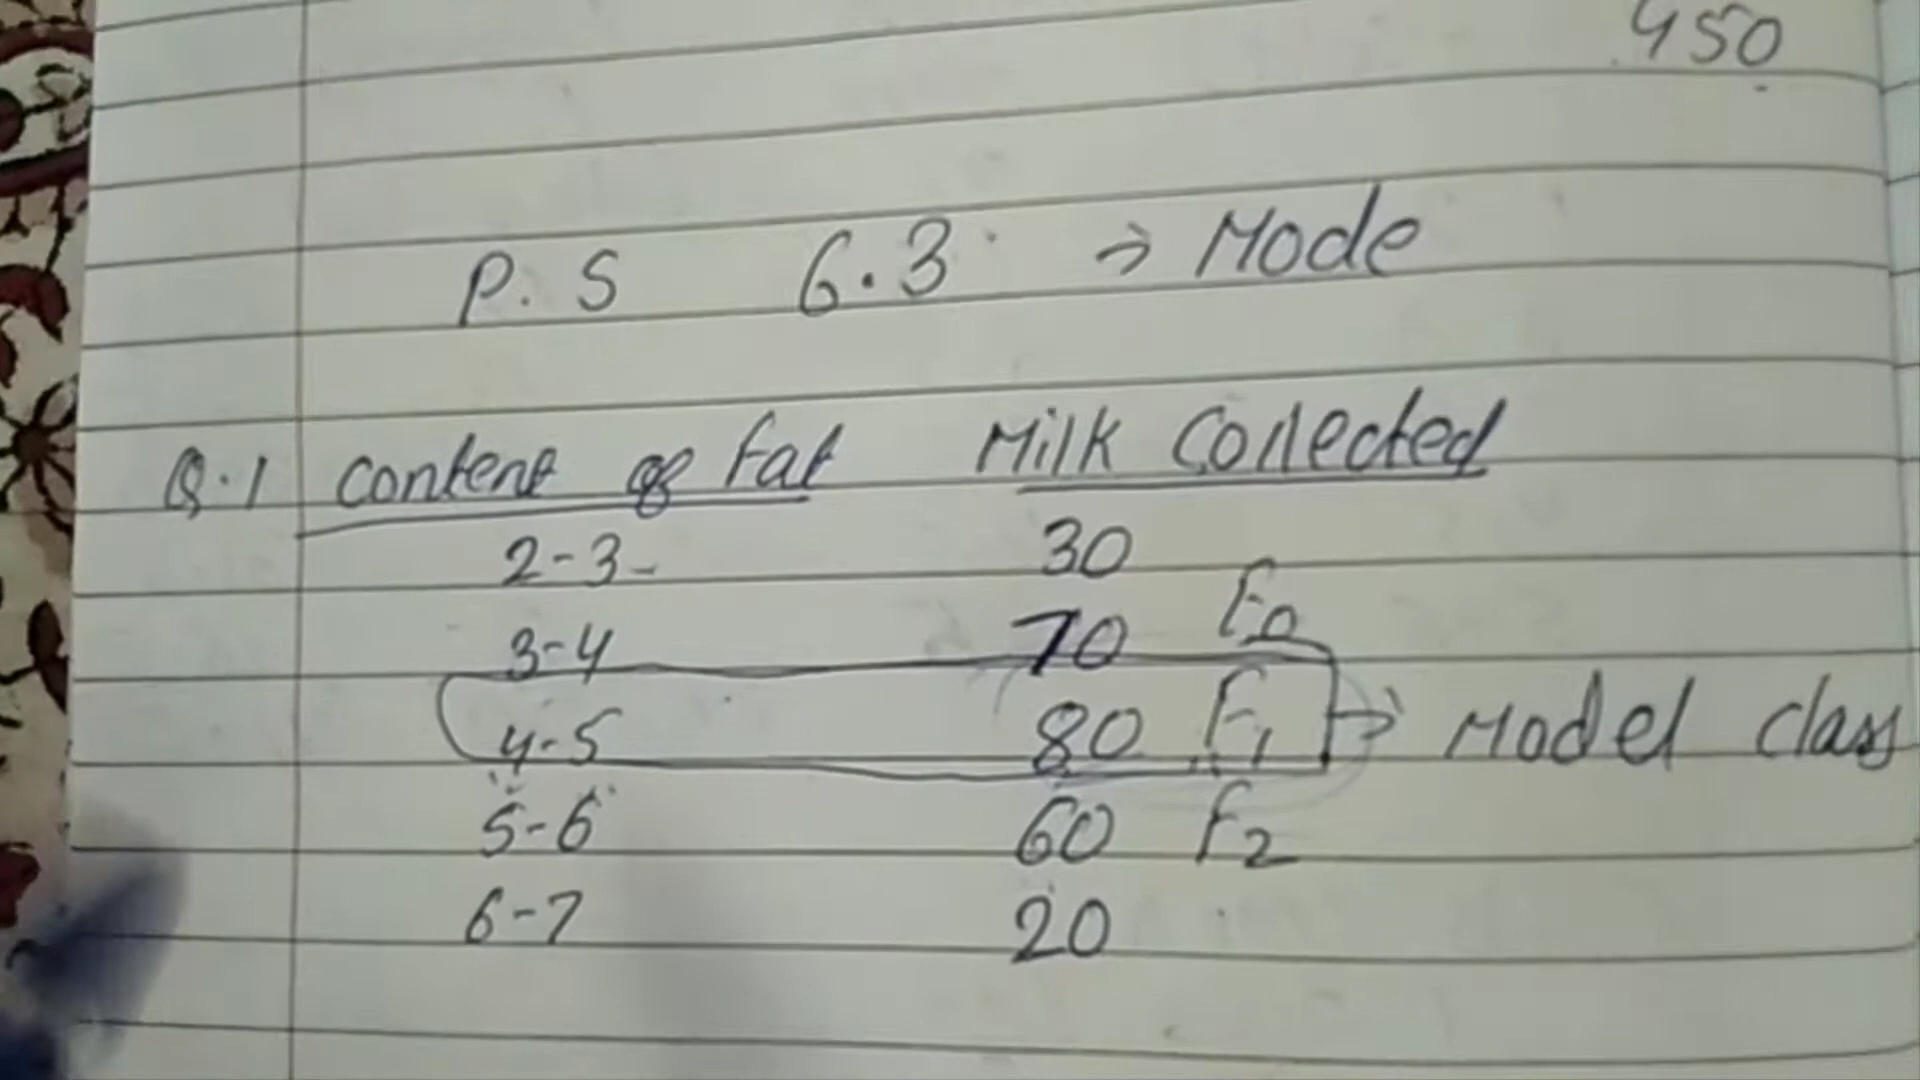 450
P. S 6.3 → Mode
Q.1 content of fat Milk Collected
2-3 30
3-4 70 F0
4-5 80 F1 → Model class
5-6 60 F2
6-7 20